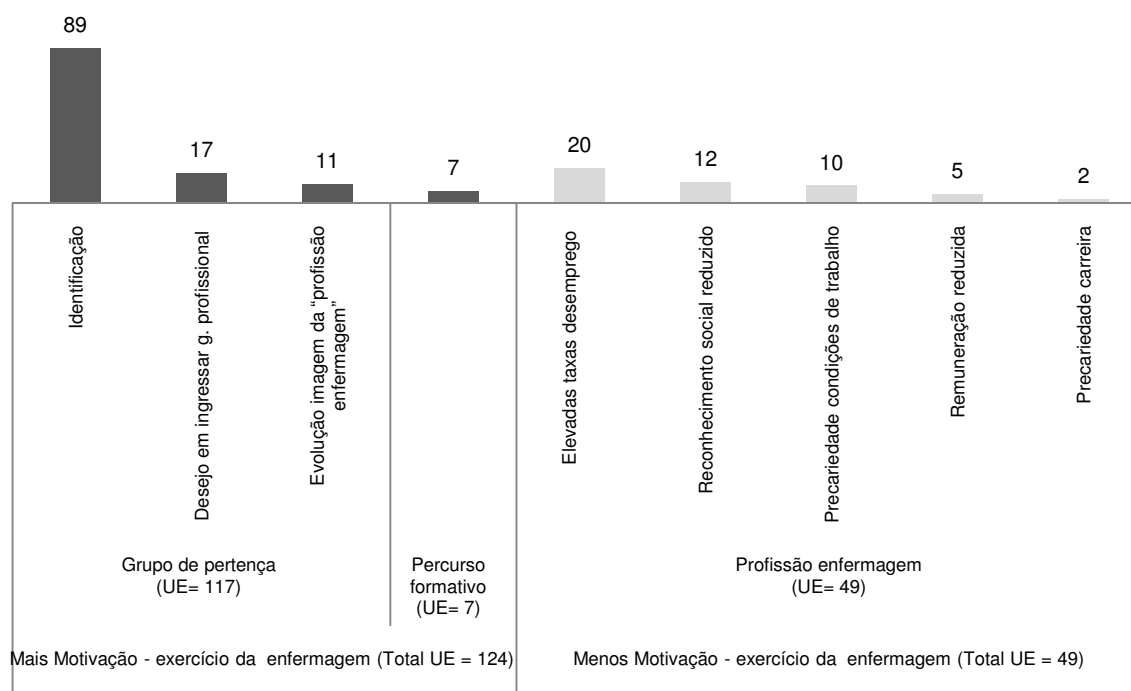 89
17
11
7
20
12
10
5
2
Identificação
Desejo em ingressar g. profissional
Evolução imagem da “profissão
enfermagem”
Elevadas taxas desemprego
Reconhecimento social reduzido
Precariedade condições de trabalho
Remuneração reduzida
Precariedade carreira
Grupo de pertença
(UE= 117)
Percurso
formativo
(UE= 7)
Profissão enfermagem
(UE= 49)
Mais Motivação - exercício da enfermagem (Total UE = 124)
Menos Motivação - exercício da enfermagem (Total UE = 49)